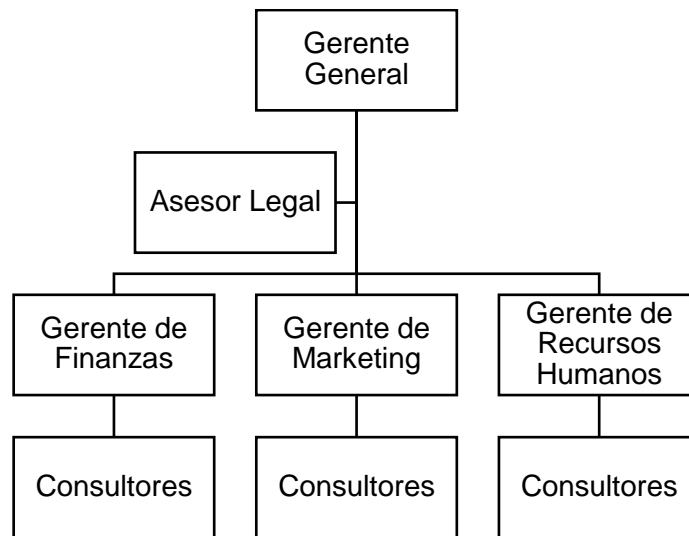 Gerente
General
Asesor Legal
Gerente de
Finanzas
Gerente de
Marketing
Gerente de
Recursos
Humanos
Consultores
Consultores
Consultores